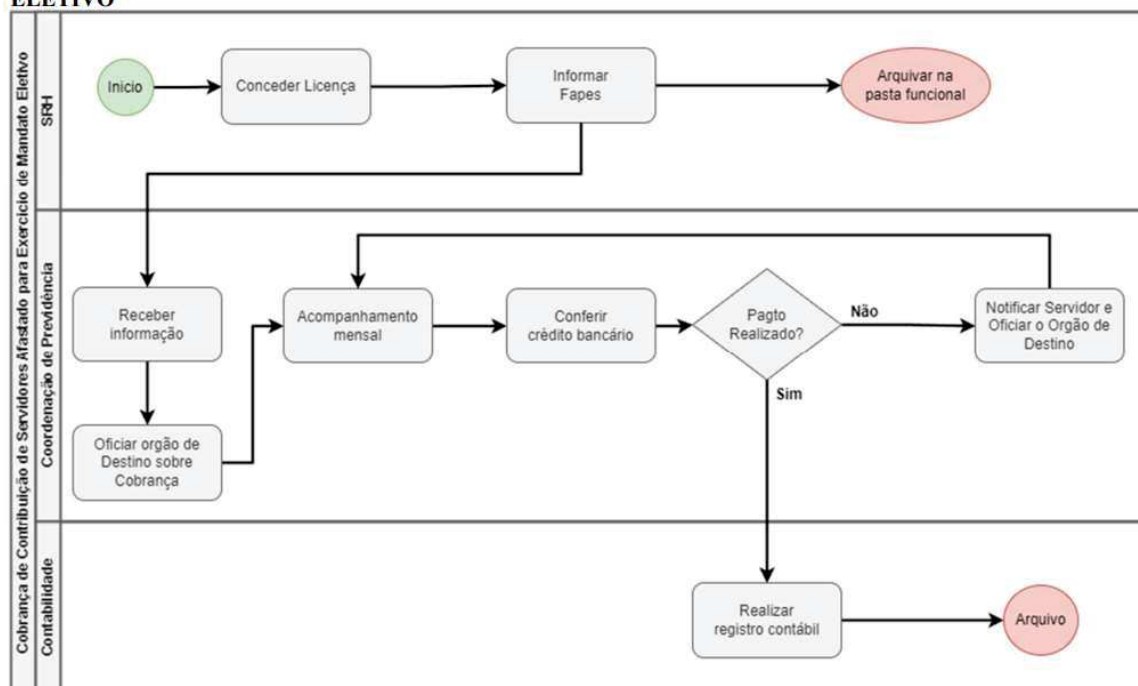 ELETIVO
Cobrança de Contribuição de Servidores Afastado para Exercício de Mandato Eletivo
SRH
Inicio
Conceder Licença
Informar
Fapes
Arquivar na
pasta funcional
Coordenação de Previdência
Receber
informação
Oficiar orgão de
Destino sobre
Cobrança
Acompanhamento
mensal
Conferir
crèdito bancário
Pagto
Realizado?
Não
Sim
Notificar Servidor e
Oficiar o Orgão de
Destino
Contabilidade
Realizar
registro contábil
Arquivo